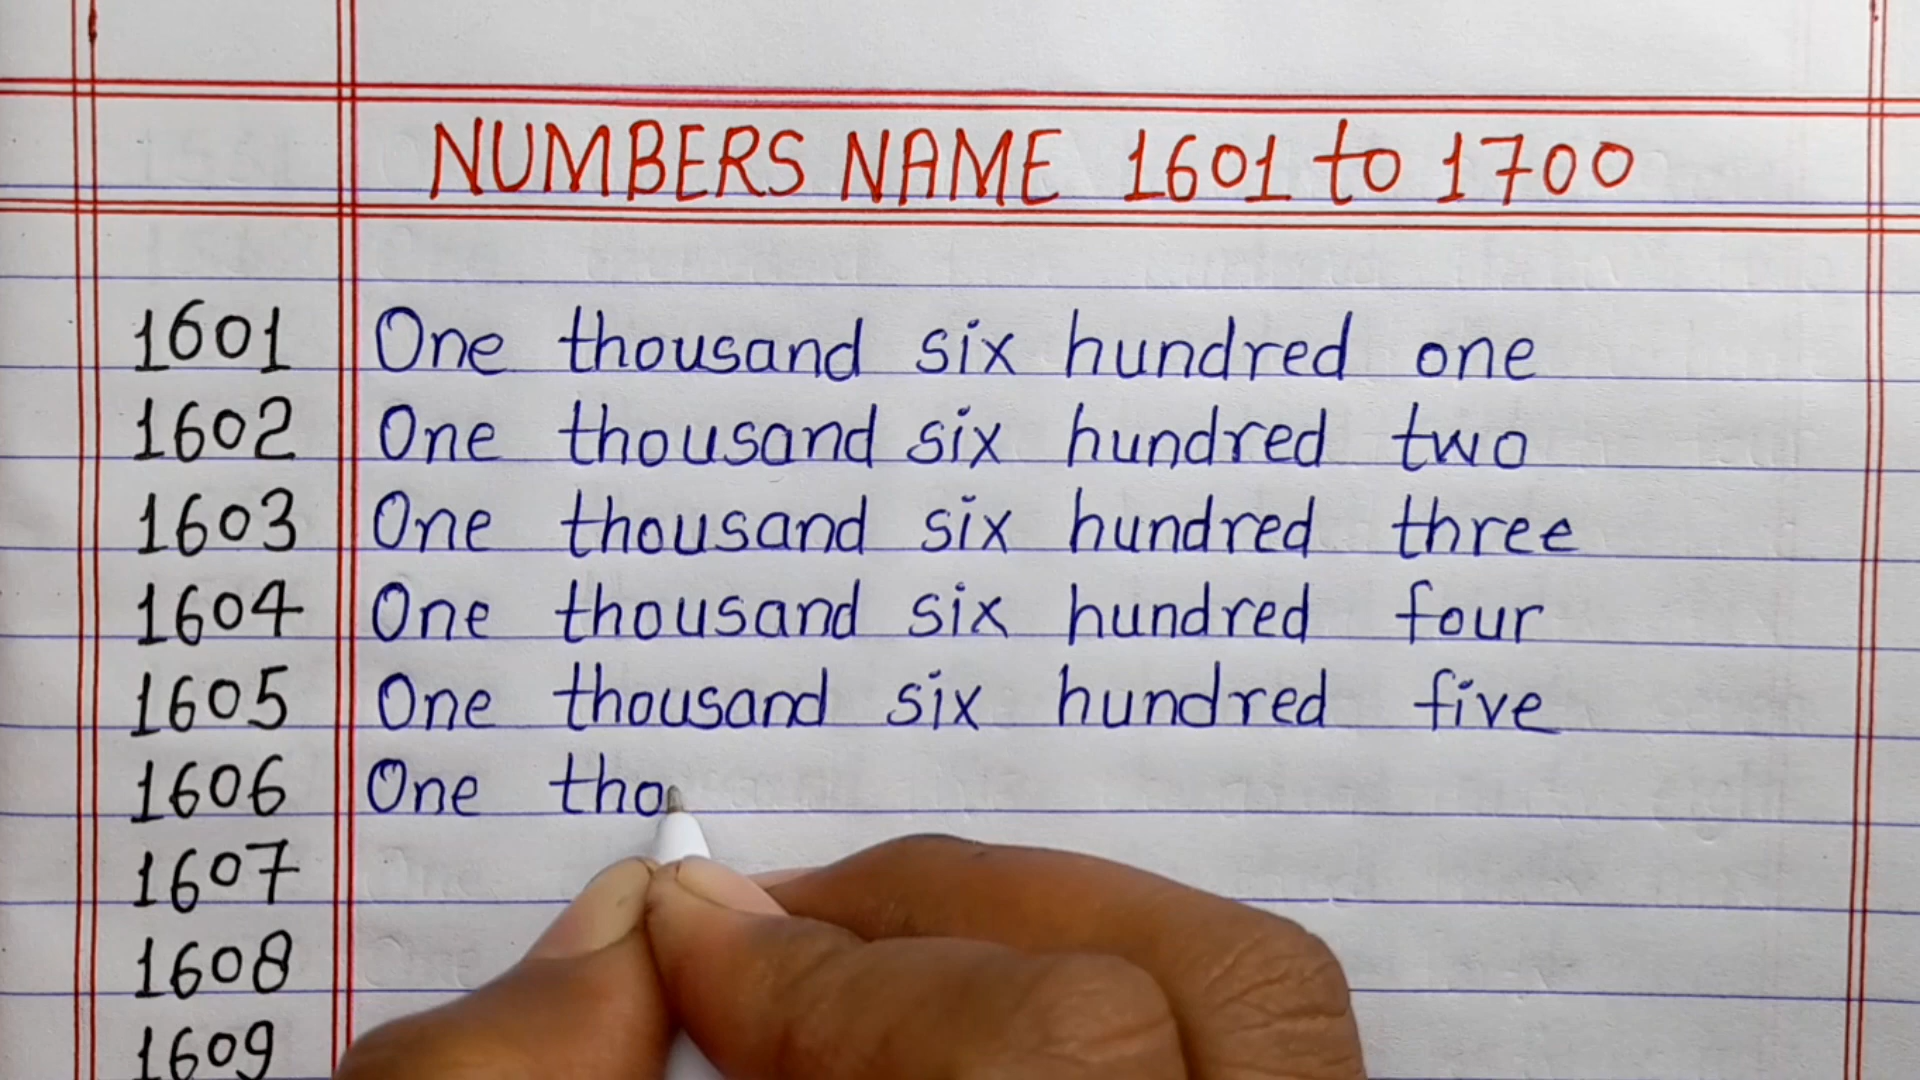 NUMBERS NAME 1601 to 1700
1601 One thousand six hundred one
1602 One thousand six hundred two
1603 One thousand six hundred three
1604 One thousand six hundred four
1605 One thousand six hundred five
1606 One tho
1607
1608
1609